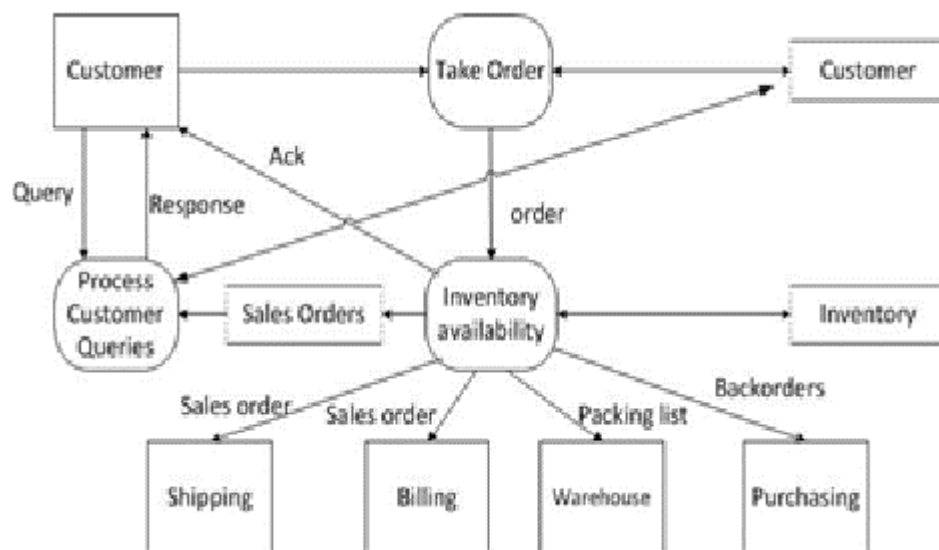 Customer
Take Order
Customer
Ack
Query
Response
order
Process
Customer
Queries
Sales Orders
Inventory
availability
Inventory
Sales order
Sales order
Packing list
Backorders
Shipping
Billing
Warehouse
Purchasing